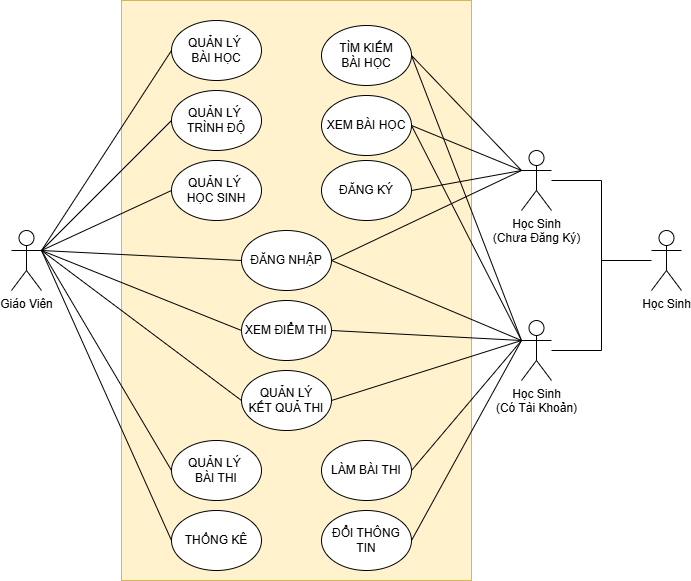 QUẢN LÝ
BÀI HỌC
TÌM KIẾM
BÀI HỌC
QUẢN LÝ
TRÌNH ĐỘ
XEM BÀI HỌC
QUẢN LÝ
HỌC SINH
ĐĂNG KÝ
Học Sinh
(Chưa Đăng Ký)
ĐĂNG NHẬP
Giáo Viên
Học Sinh
XEM ĐIỂM THI
QUẢN LÝ
KẾT QUẢ THI
Học Sinh
(Có Tài Khoản)
QUẢN LÝ
BÀI THI
LÀM BÀI THI
THỐNG KÊ
ĐỔI THÔNG
TIN